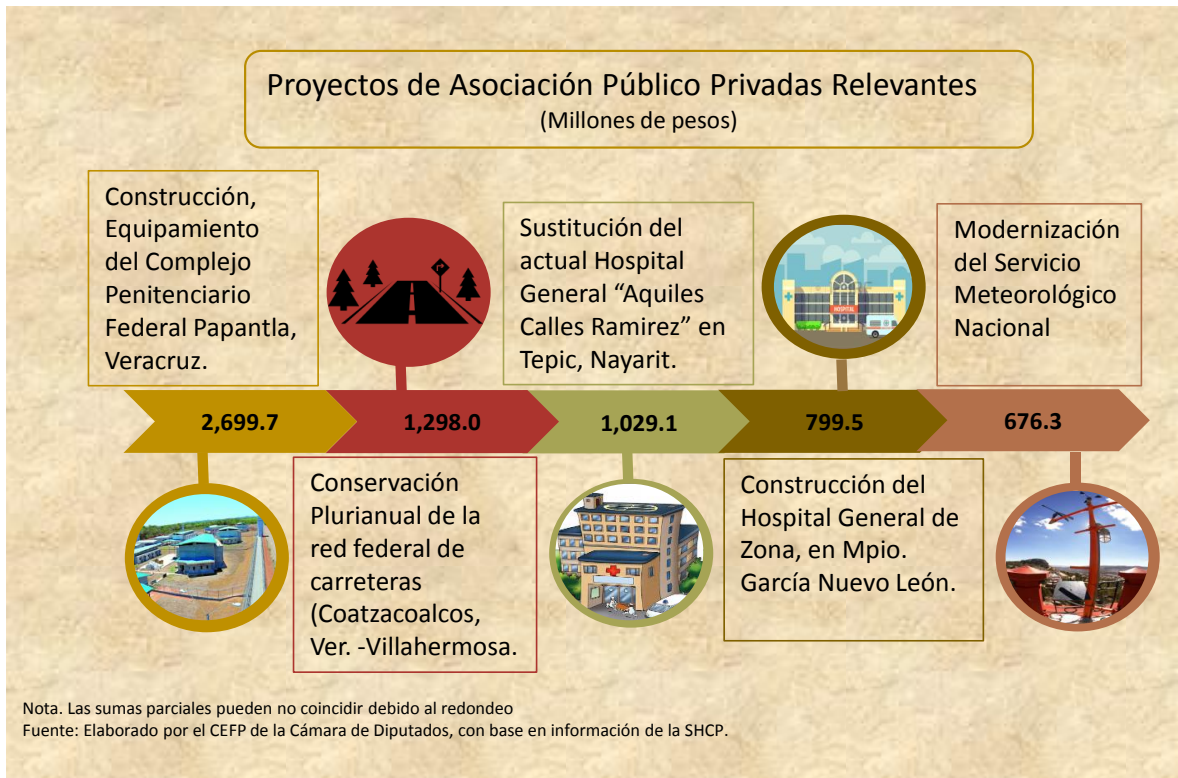 Proyectos de Asociación Público Privadas Relevantes
(Millones de pesos)
Construcción,
Equipamiento
del Complejo
Penitenciario
Federal Papantla,
Veracruz.
Sustitución del
actual Hospital
General “Aquiles
Calles Ramirez” en
Tepic, Nayarit.
HOSPITAL
Modernización
del Servicio
Meteorológico
Nacional
2,699.7
1,298.0
1,029.1
799.5
676.3
Conservación
Plurianual de la
red federal de
carreteras
(Coatzacoalcos,
Ver. -Villahermosa.
Construcción del
Hospital General de
Zona, en Mpio.
García Nuevo León.
Nota. Las sumas parciales pueden no coincidir debido al redondeo
Fuente: Elaborado por el CEFP de la Cámara de Diputados, con base en información de la SHCP.